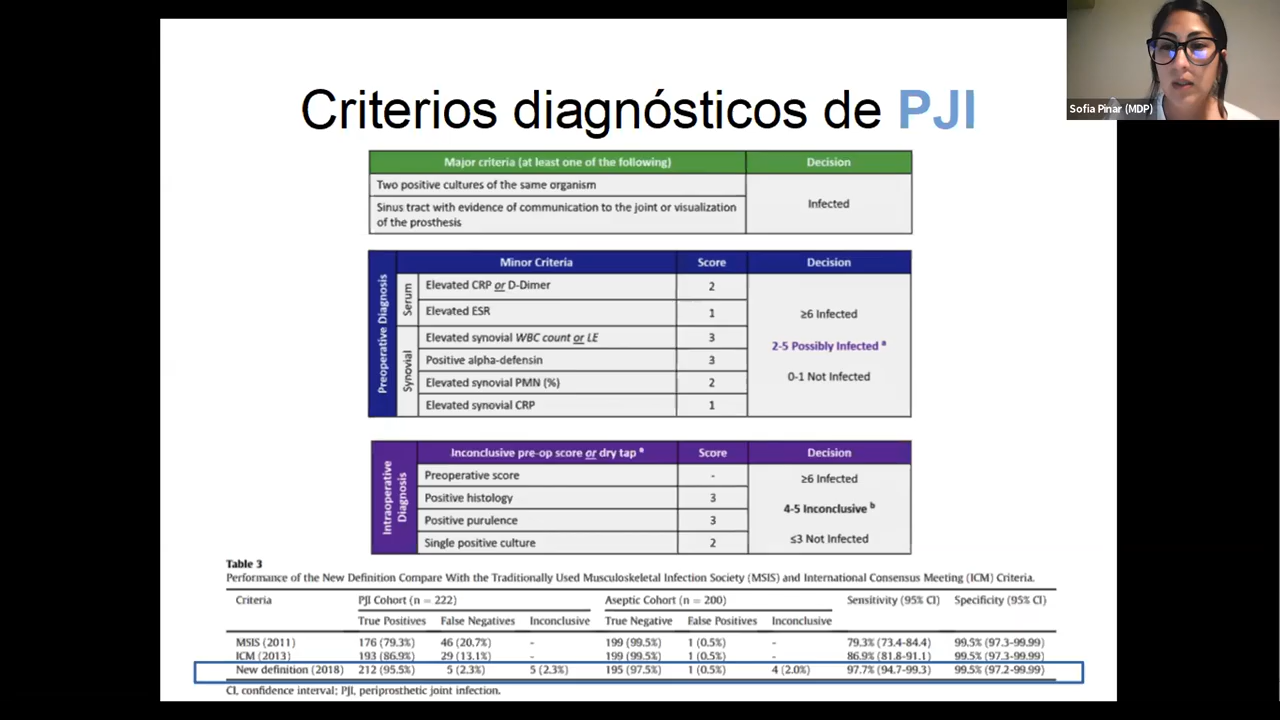 Criterios diagnósticos de PJI
Sofia Pinar (MDP)
Major criteria (at least one of the following) Decision
Two positive cultures of the same organism
Sinus tract with evidence of communication to the joint or visualization
of the prosthesis
Infected
Preoperative Diagnosis
Minor Criteria Score Decision
Serum
Elevated CRP or D-Dimer 2
Elevated ESR 1
Synovial
Elevated synovial WBC count or LE 3
Positive alpha-defensin 3
Elevated synovial PMN (%) 2
Elevated synovial CRP 1
≥6 Infected
2-5 Possibly Infected a
0-1 Not Infected
Intraoperative
Diagnosis
Inconclusive pre-op score or dry tap a Score Decision
Preoperative score -
Positive histology 3
Positive purulence 3
Single positive culture 2
≥6 Infected
4-5 Inconclusive b
≤3 Not Infected
Table 3
Performance of the New Definition Compare With the Traditionally Used Musculoskeletal Infection Society (MSIS) and International Consensus Meeting (ICM) Criteria.
Criteria PJI Cohort (n = 222) Aseptic Cohort (n = 200) Sensitivity (95% CI) Specificity (95% CI)
True Positives False Negatives Inconclusive True Negative False Positives Inconclusive
MSIS (2011) 176 (79.3%) 46 (20.7%) - 199 (99.5%) 1 (0.5%) - 79.3% (73.4-84.4) 99.5% (97.3-99.99)
ICM (2013) 193 (86.9%) 29 (13.1%) - 199 (99.5%) 1 (0.5%) - 86.9% (81.8-91.1) 99.5% (97.3-99.99)
New definition (2018) 212 (95.5%) 5 (2.3%) 5 (2.3%) 195 (97.5%) 1 (0.5%) 4 (2.0%) 97.7% (94.7-99.3) 99.5% (97.2-99.99)
CI, confidence interval; PJI, periprosthetic joint infection.